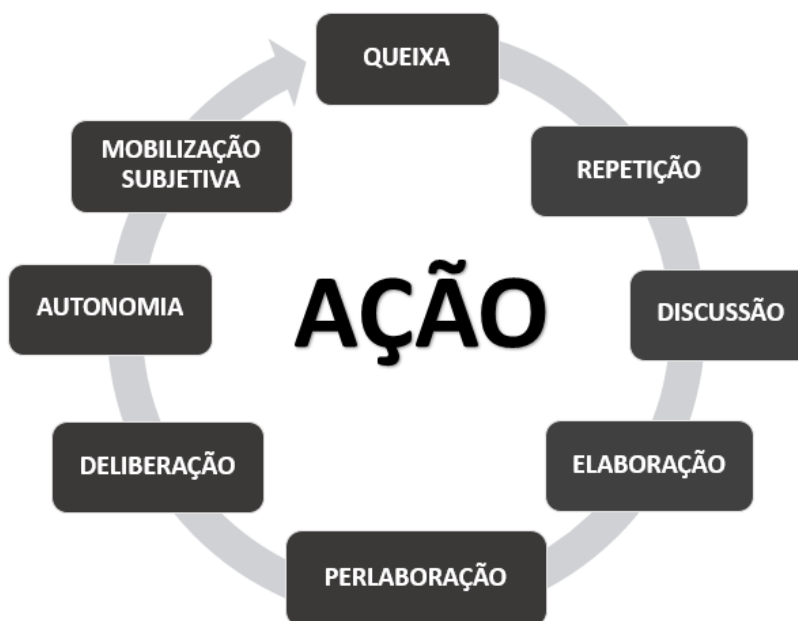 QUEIXA
REPETIÇÃO
DISCUSSÃO
ELABORAÇÃO
PERLABORAÇÃO
DELIBERAÇÃO
AUTONOMIA
MOBILIZAÇÃO
SUBJETIVA
AÇÃO